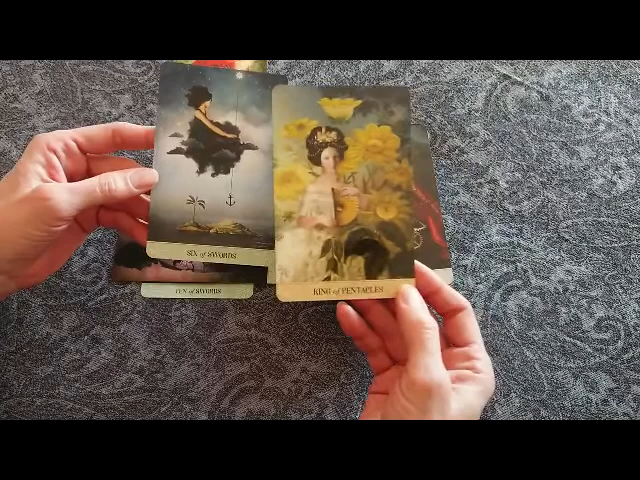 SIX of SWORDS
KING of PENTACLES
TEN of SWORDS